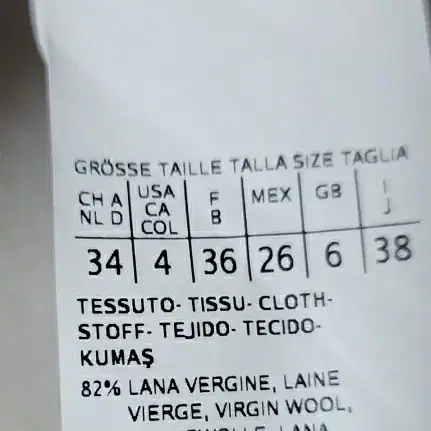 GRÖSSE TAILLE TALLA SIZE TAGLIA
CH A USA F MEX GB I
NL D CA B J
COL
34 4 36 26 6 38
TESSUTO- TISSU- CLOTH-
STOFF- TEJIDO- TECIDO-
KUMAŞ
82% LANA VERGINE, LAINE
VIERGE, VIRGIN WOOL,
LANA